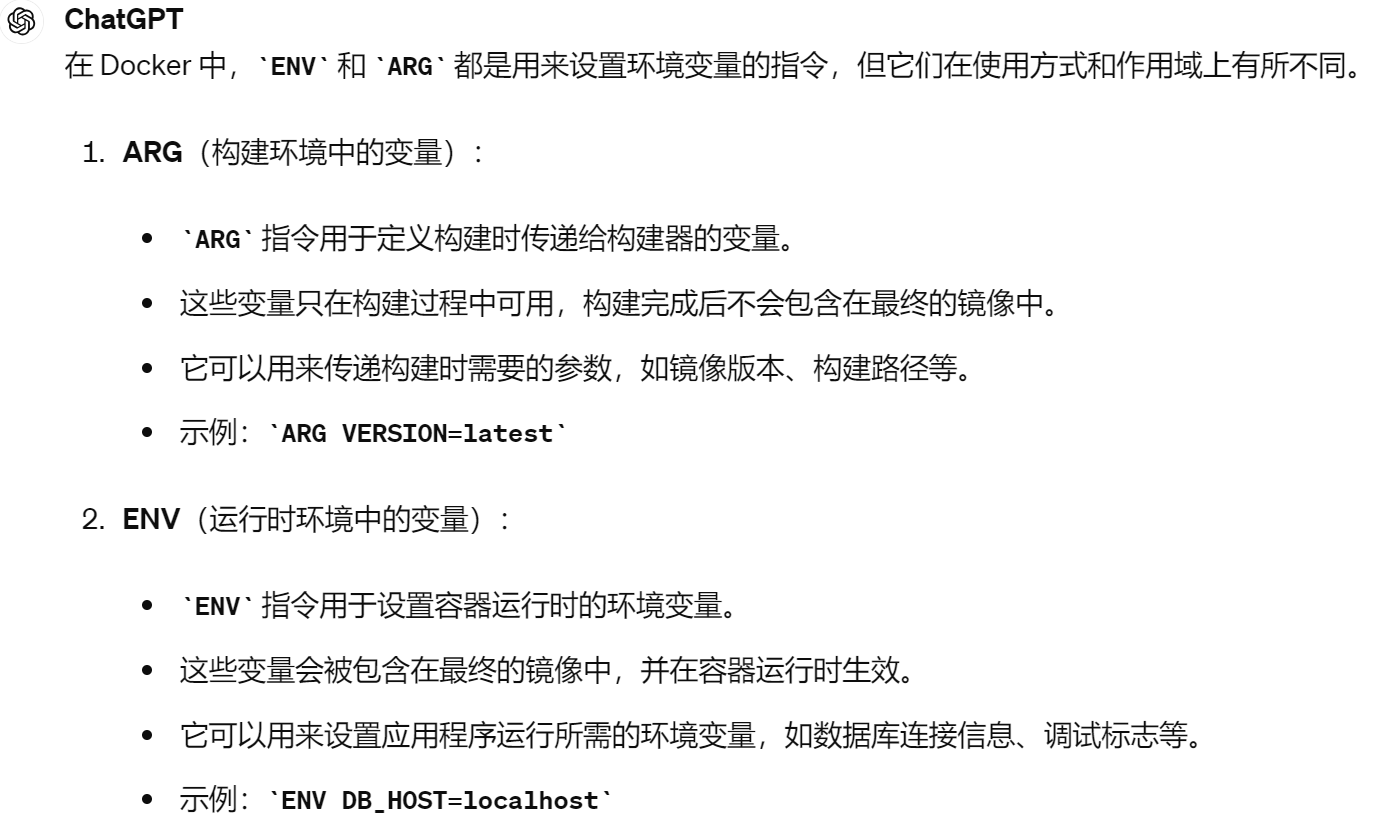 ChatGPT
在 Docker 中，`ENV` 和 `ARG` 都是用来设置环境变量的指令，但它们在使用方式和作用域上有所不同。
1. ARG（构建环境中的变量）：
• `ARG` 指令用于定义构建时传递给构建器的变量。
• 这些变量只在构建过程中可用，构建完成后不会包含在最终的镜像中。
• 它可以用来传递构建时需要的参数，如镜像版本、构建路径等。
• 示例：`ARG VERSION=latest`
2. ENV（运行时环境中的变量）：
• `ENV` 指令用于设置容器运行时的环境变量。
• 这些变量会被包含在最终的镜像中，并在容器运行时生效。
• 它可以用来设置应用程序运行所需的环境变量，如数据库连接信息、调试标志等。
• 示例：`ENV DB_HOST=localhost`